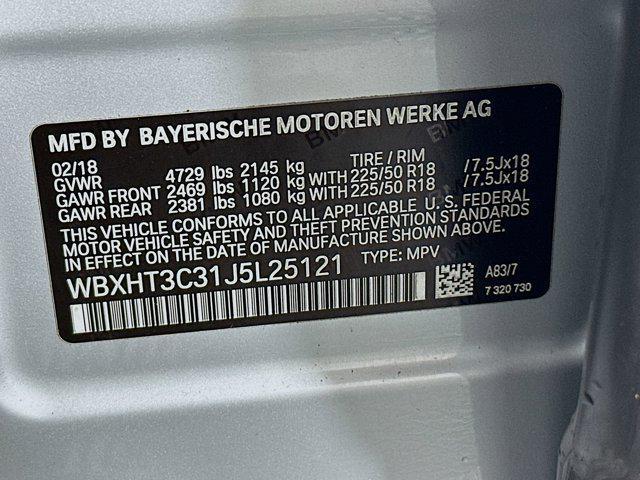 MFD BY BAYERISCHE MOTOREN WERKE AG
02/18
GVWR 4729 lbs 2145 kg TIRE / RIM
GAWR FRONT 2469 lbs 1120 kg WITH 225/50 R18 /7.5Jx18
GAWR REAR 2381 lbs 1080 kg WITH 225/50 R18 /7.5Jx18
THIS VEHICLE CONFORMS TO ALL APPLICABLE U. S. FEDERAL
MOTOR VEHICLE SAFETY AND THEFT PREVENTION STANDARDS
IN EFFECT ON THE DATE OF MANUFACTURE SHOWN ABOVE.
WBXHT3C31J5L25121 TYPE: MPV
A83/7
7 320 730